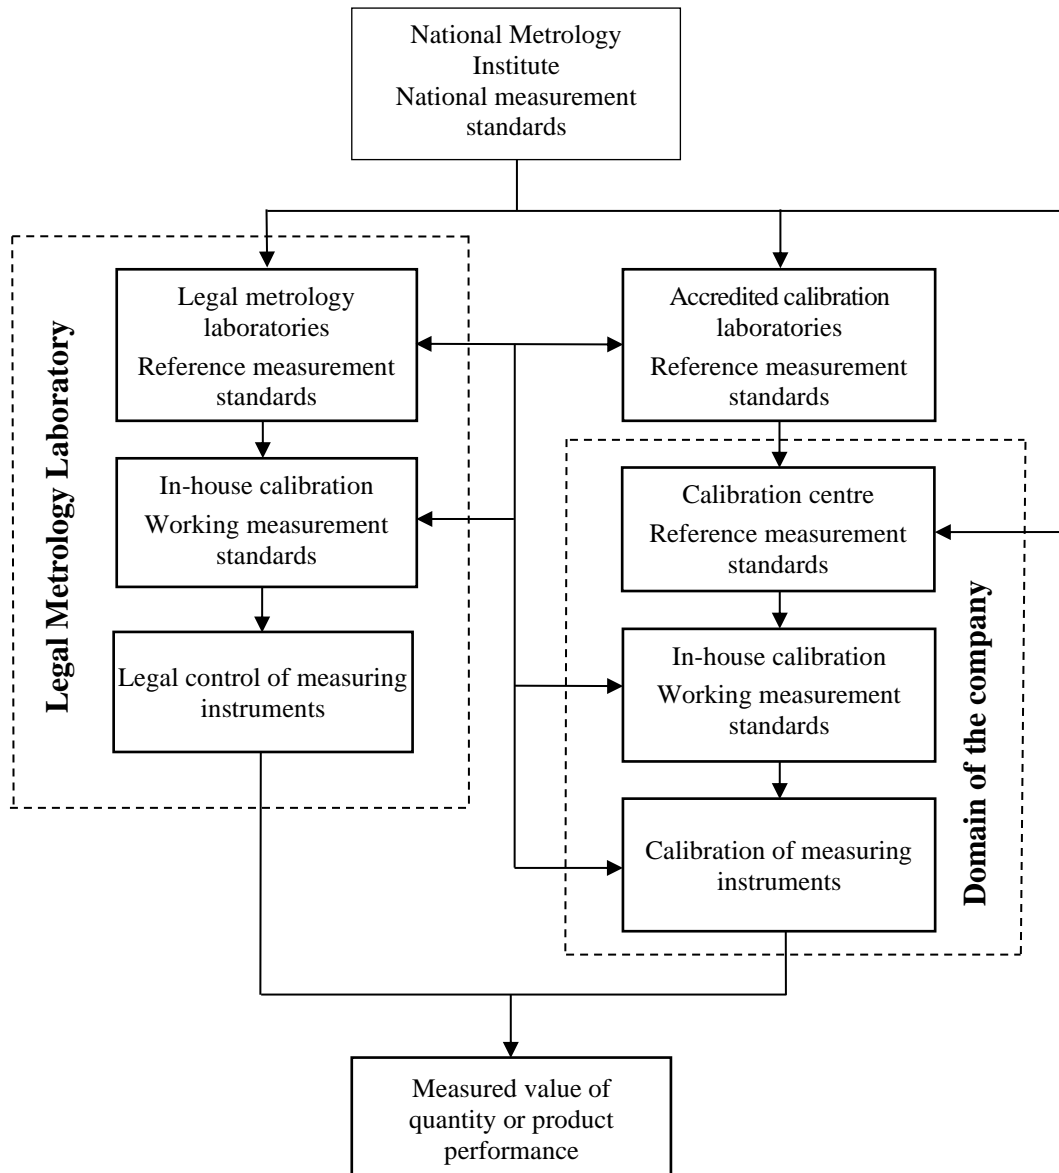 National Metrology
Institute
National measurement
standards
Legal Metrology Laboratory
Legal metrology
laboratories
Reference measurement
standards
Accredited calibration
laboratories
Reference measurement
standards
In-house calibration
Working measurement
standards
Calibration centre
Reference measurement
standards
Legal control of measuring
instruments
In-house calibration
Working measurement
standards
Domain of the company
Calibration of measuring
instruments
Measured value of
quantity or product
performance